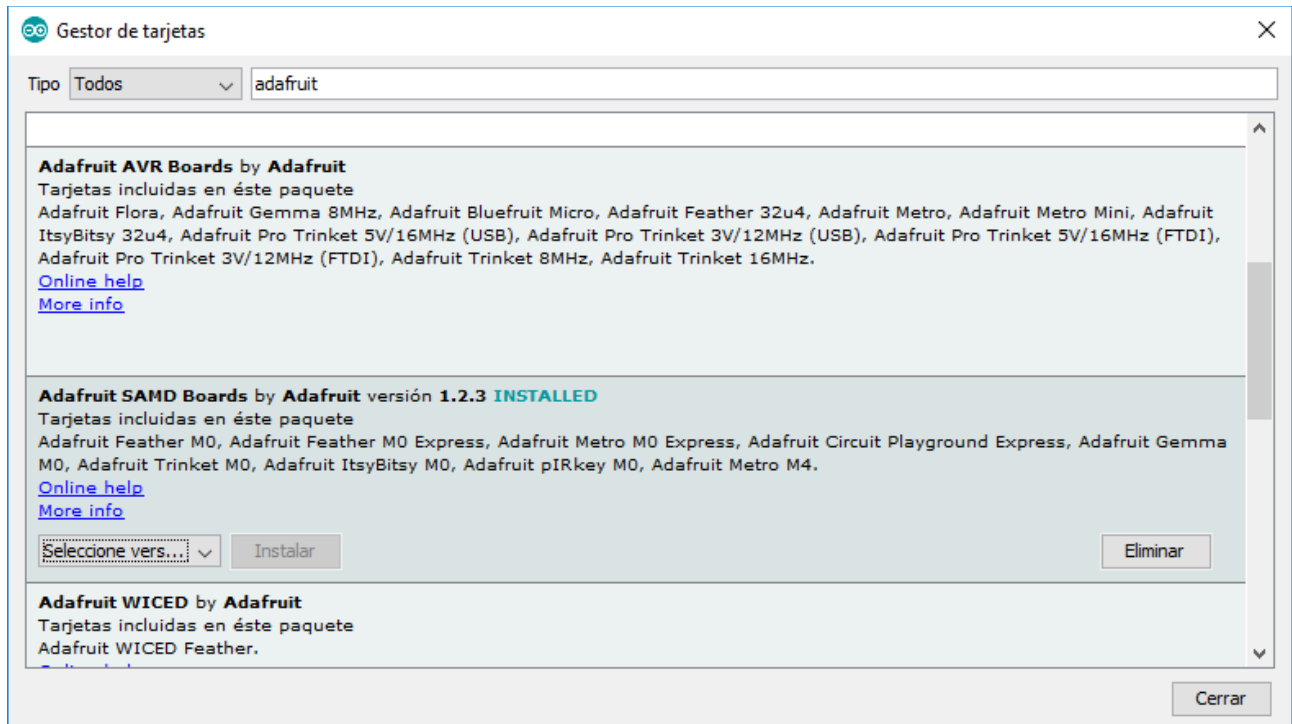 Gestor de tarjetas
Tipo Todos adafruit
Adafruit AVR Boards by Adafruit
Tarjetas incluidas en éste paquete
Adafruit Flora, Adafruit Gemma 8MHz, Adafruit Bluefruit Micro, Adafruit Feather 32u4, Adafruit Metro, Adafruit Metro Mini, Adafruit
ItsyBitsy 32u4, Adafruit Pro Trinket 5V/16MHz (USB), Adafruit Pro Trinket 3V/12MHz (USB), Adafruit Pro Trinket 5V/16MHz (FTDI),
Adafruit Pro Trinket 3V/12MHz (FTDI), Adafruit Trinket 8MHz, Adafruit Trinket 16MHz.
Online help
More info
Adafruit SAMD Boards by Adafruit versión 1.2.3 INSTALLED
Tarjetas incluidas en éste paquete
Adafruit Feather M0, Adafruit Feather M0 Express, Adafruit Metro M0 Express, Adafruit Circuit Playground Express, Adafruit Gemma
M0, Adafruit Trinket M0, Adafruit ItsyBitsy M0, Adafruit pIRkey M0, Adafruit Metro M4.
Online help
More info
Seleccione vers... Instalar Eliminar
Adafruit WICED by Adafruit
Tarjetas incluidas en éste paquete
Adafruit WICED Feather.
Cerrar